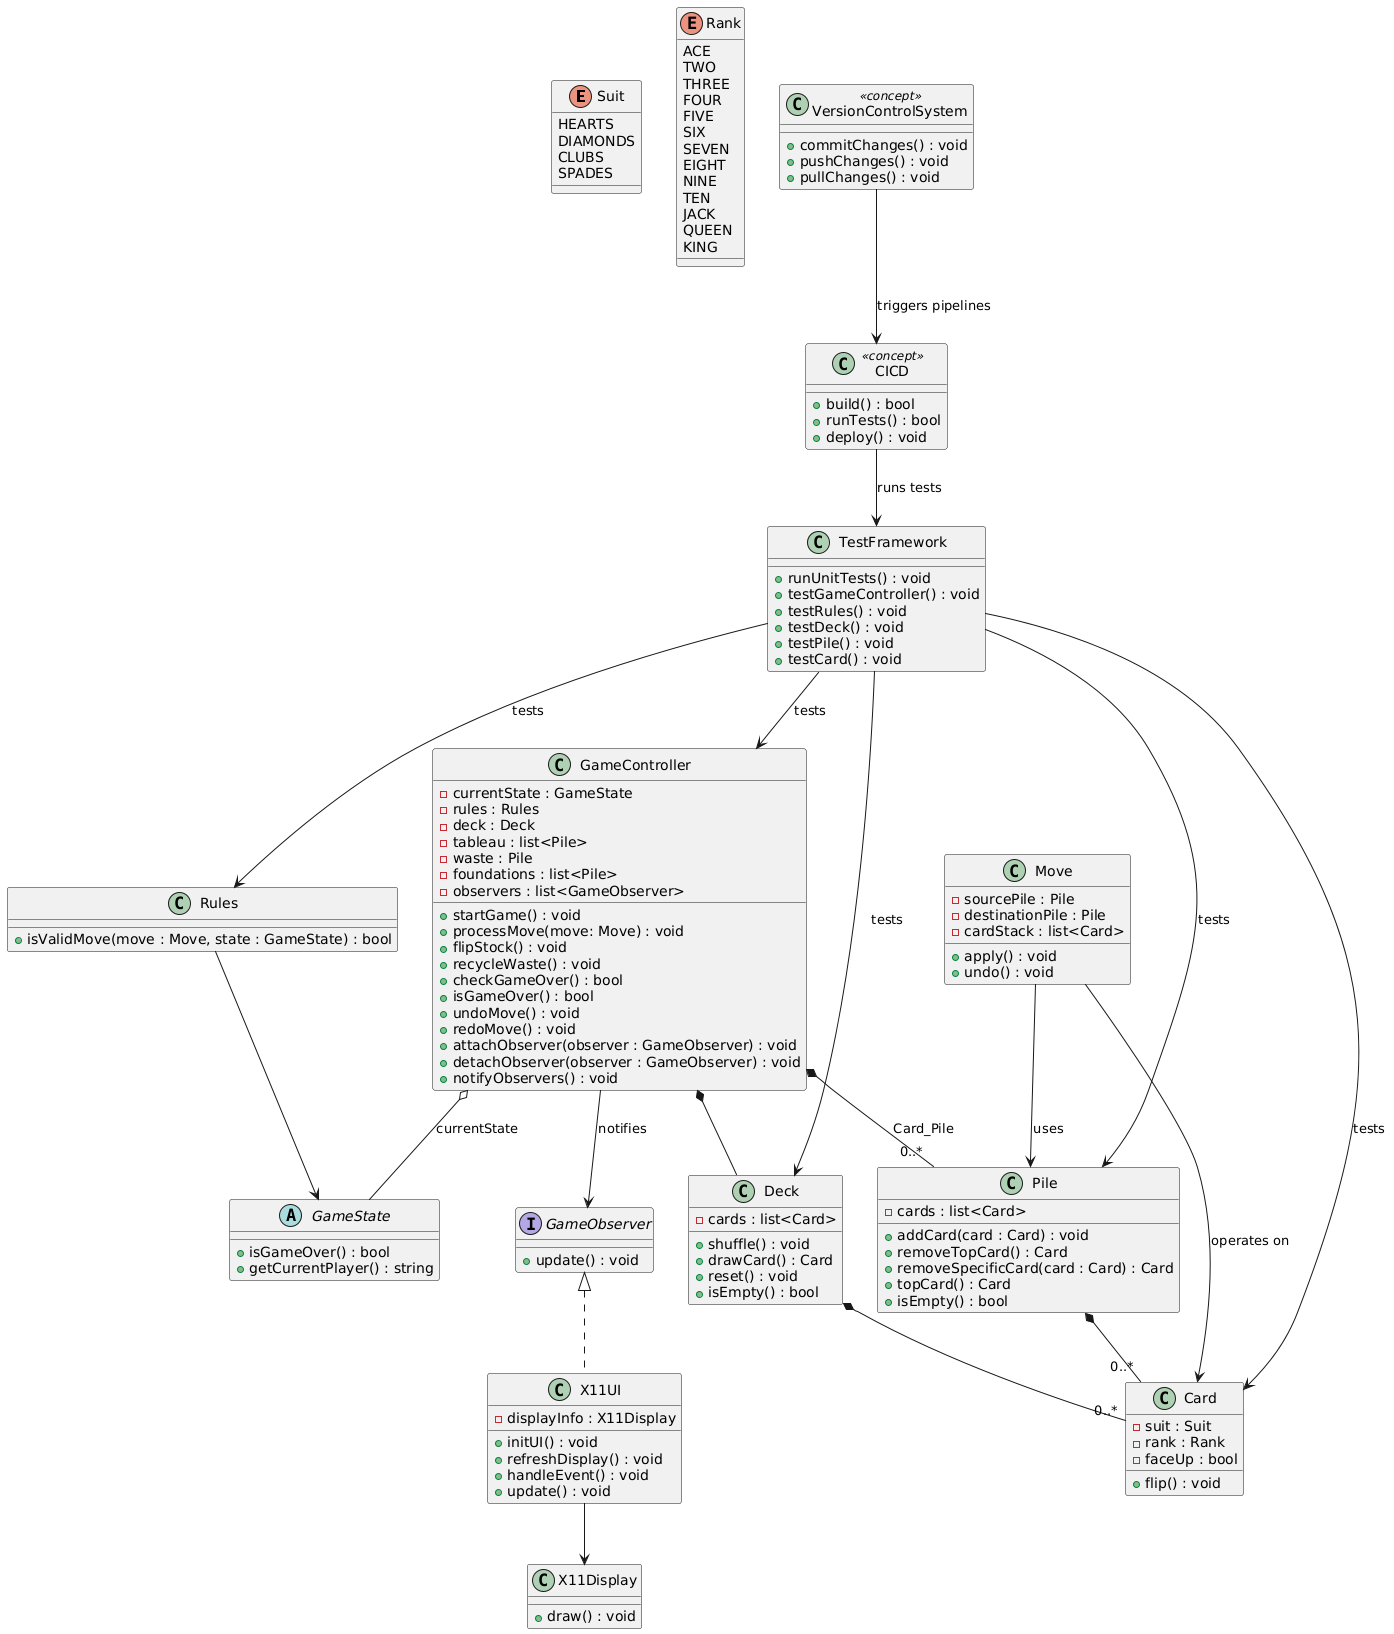 E Suit
HEARTS
DIAMONDS
CLUBS
SPADES
E Rank
ACE
TWO
THREE
FOUR
FIVE
SIX
SEVEN
EIGHT
NINE
TEN
JACK
QUEEN
KING
«concept»
C VersionControlSystem
commitChanges() : void
pushChanges() : void
pullChanges() : void
triggers pipelines
«concept»
C CICD
build() : bool
runTests() : bool
deploy() : void
runs tests
C TestFramework
runUnitTests() : void
testGameController() : void
testRules() : void
testDeck() : void
testPile() : void
testCard() : void
tests
tests
tests
tests
tests
C GameController
currentState : GameState
rules : Rules
deck : Deck
tableau : list<Pile>
waste : Pile
foundations : list<Pile>
observers : list<GameObserver>
startGame() : void
processMove(move: Move) : void
flipStock() : void
recycleWaste() : void
checkGameOver() : bool
isGameOver() : bool
undoMove() : void
redoMove() : void
attachObserver(observer : GameObserver) : void
detachObserver(observer : GameObserver) : void
notifyObservers() : void
C Rules
isValidMove(move : Move, state : GameState) : bool
C Move
sourcePile : Pile
destinationPile : Pile
cardStack : list<Card>
apply() : void
undo() : void
currentState
notifies
Card_Pile
0..*
uses
operates on
A GameState
isGameOver() : bool
getCurrentPlayer() : string
I GameObserver
update() : void
C Deck
cards : list<Card>
shuffle() : void
drawCard() : Card
reset() : void
isEmpty() : bool
C Pile
cards : list<Card>
addCard(card : Card) : void
removeTopCard() : Card
removeSpecificCard(card : Card) : Card
topCard() : Card
isEmpty() : bool
0..*
0..*
C X11UI
displayInfo : X11Display
initUI() : void
refreshDisplay() : void
handleEvent() : void
update() : void
C Card
suit : Suit
rank : Rank
faceUp : bool
flip() : void
C X11Display
draw() : void